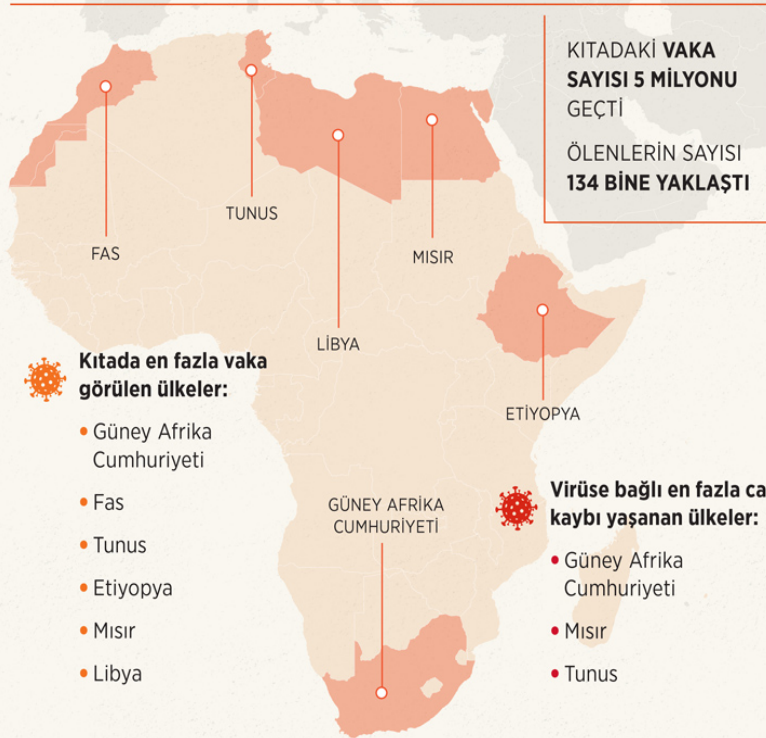 KITADAKİ VAKA
SAYISI 5 MİLYONU
GEÇTİ
ÖLENLERİN SAYISI
134 BİNE YAKLAŞTI
FAS
TUNUS
LİBYA
MISIR
ETİYOPYA
GÜNEY AFRİKA
CUMHURİYETİ
Kıtada en fazla vaka
görülen ülkeler:
• Güney Afrika
Cumhuriyeti
• Fas
• Tunus
• Etiyopya
• Mısır
• Libya
Virüse bağlı en fazla ca
kaybı yaşanan ülkeler:
• Güney Afrika
Cumhuriyeti
• Mısır
• Tunus